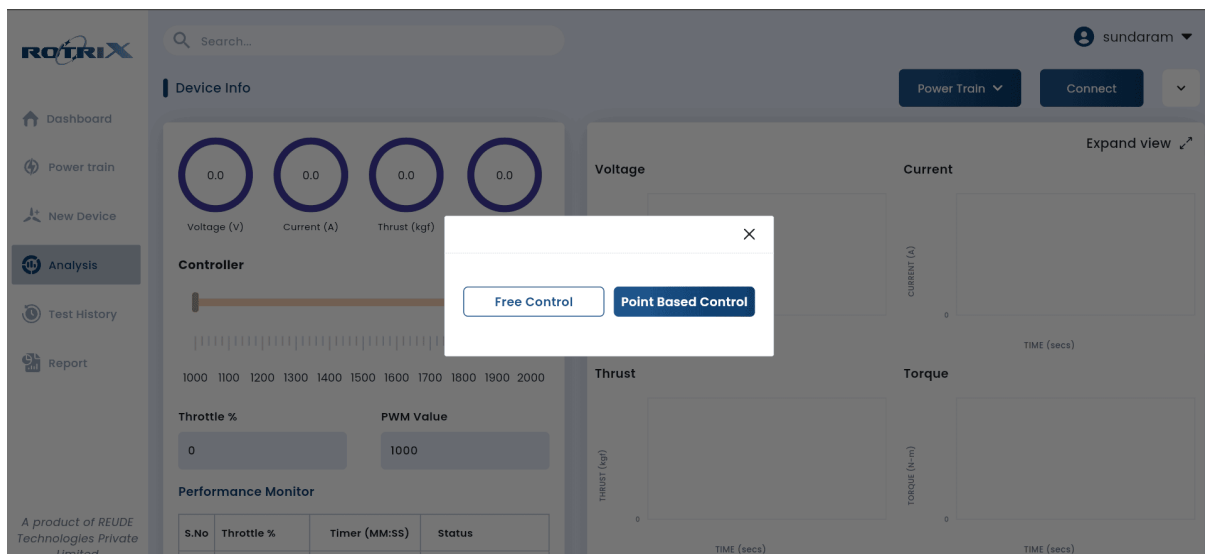 ROTRIX
Search...
sundaram
Device Info
Power Train
Connect
Dashboard
Power train
New Device
Analysis
Test History
Report
A product of REUDE
Technologies Private
Limited
0.0 0.0 0.0 0.0
Voltage (V) Current (A) Thrust (kgf)
Controller
1000 1100 1200 1300 1400 1500 1600 1700 1800 1900 2000
Throttle % PWM Value
0 1000
Performance Monitor
S.No Throttle % Timer (MM:SS) Status
Free Control
Point Based Control
Expand view
Voltage
Current
CURRENT (A)
0
TIME (secs)
Thrust
THRUST (kgf)
0
TIME (secs)
Torque
TORQUE (N-m)
0
TIME (secs)